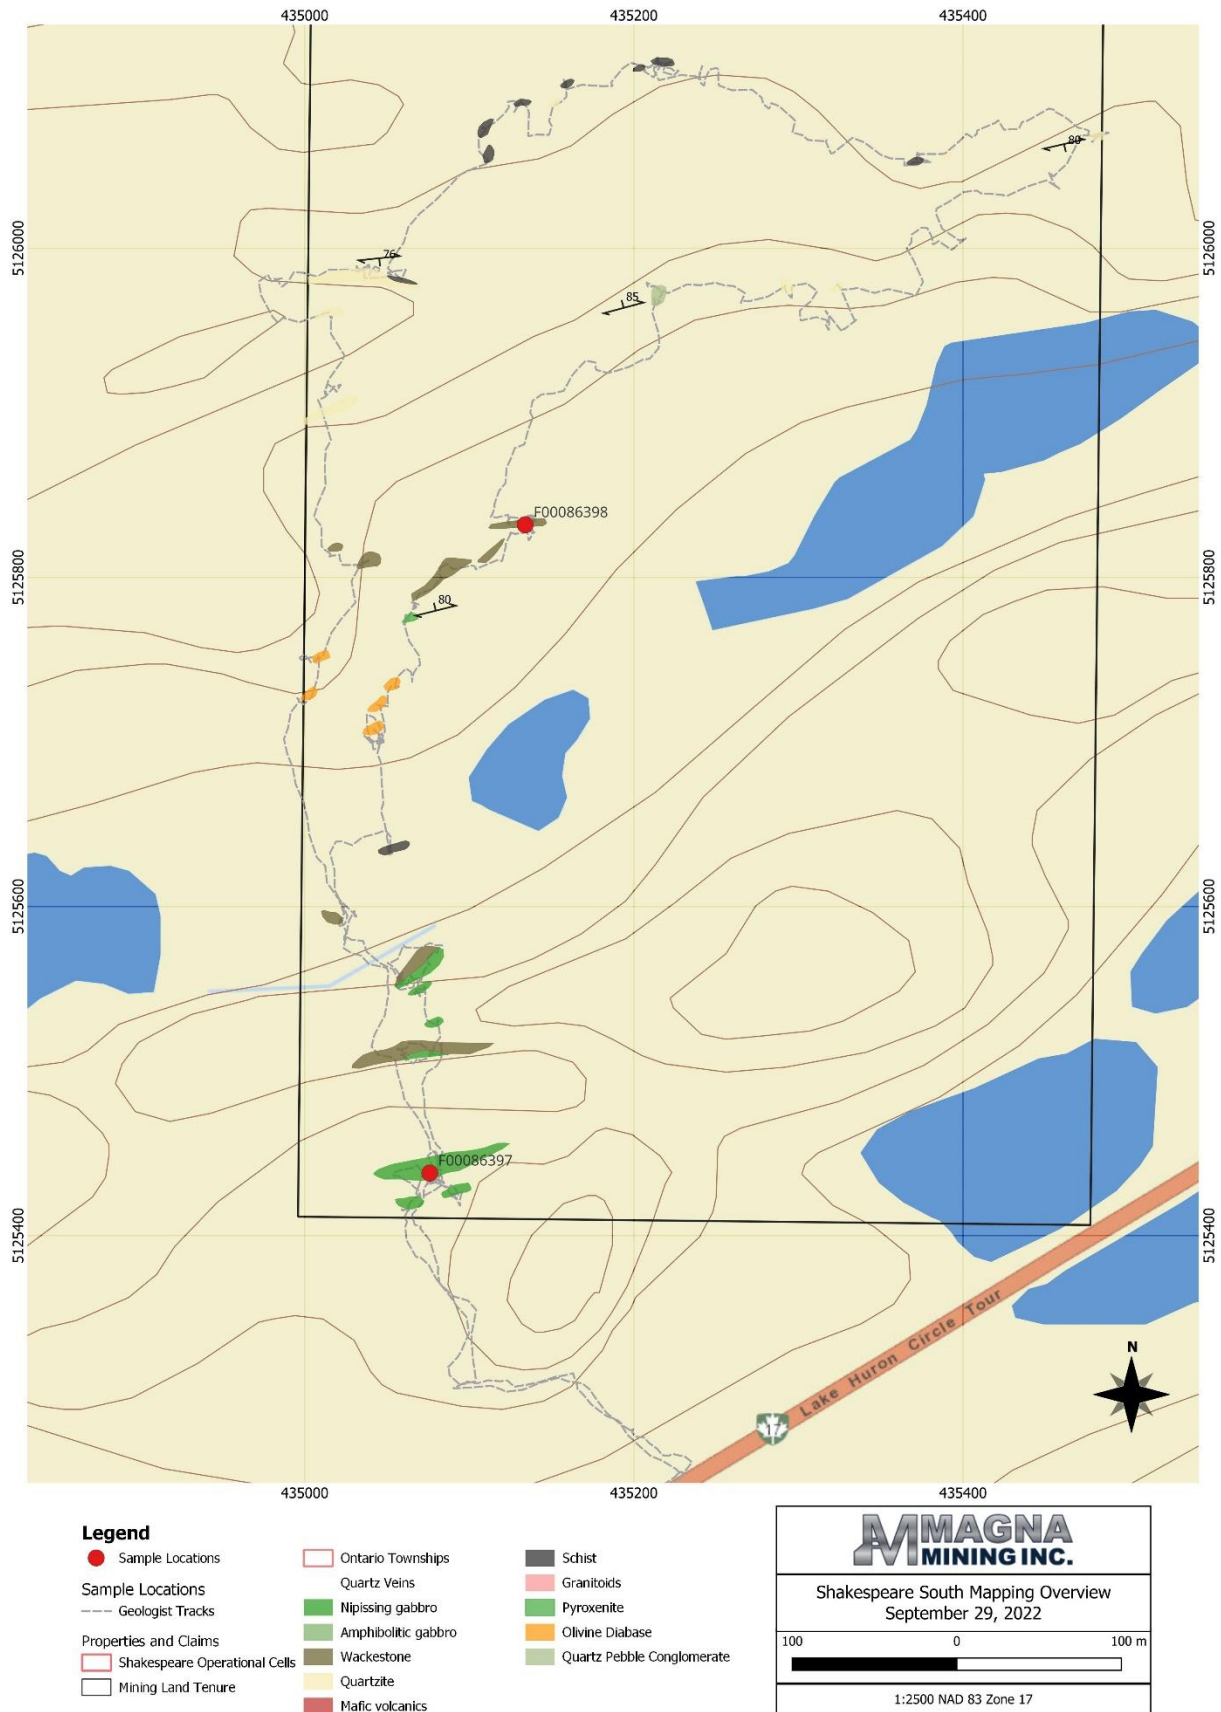 435000
435200
435400
80
5126000
5126000
76
85
F00086398
5125800
5125800
80
5125600
5125600
F00086397
5125400
5125400
Lake Huron Circle Tour
17
N
435000
435200
435400
Legend
Sample Locations
Sample Locations
Geologist Tracks
Properties and Claims
Shakespeare Operational Cells
Mining Land Tenure
Ontario Townships
Quartz Veins
Nipissing gabbro
Amphibolitic gabbro
Wackestone
Quartzite
Mafic volcanics
Schist
Granitoids
Pyroxenite
Olivine Diabase
Quartz Pebble Conglomerate
MAGNA
MINING INC.
Shakespeare South Mapping Overview
September 29, 2022
100 0 100 m
1:2500 NAD 83 Zone 17